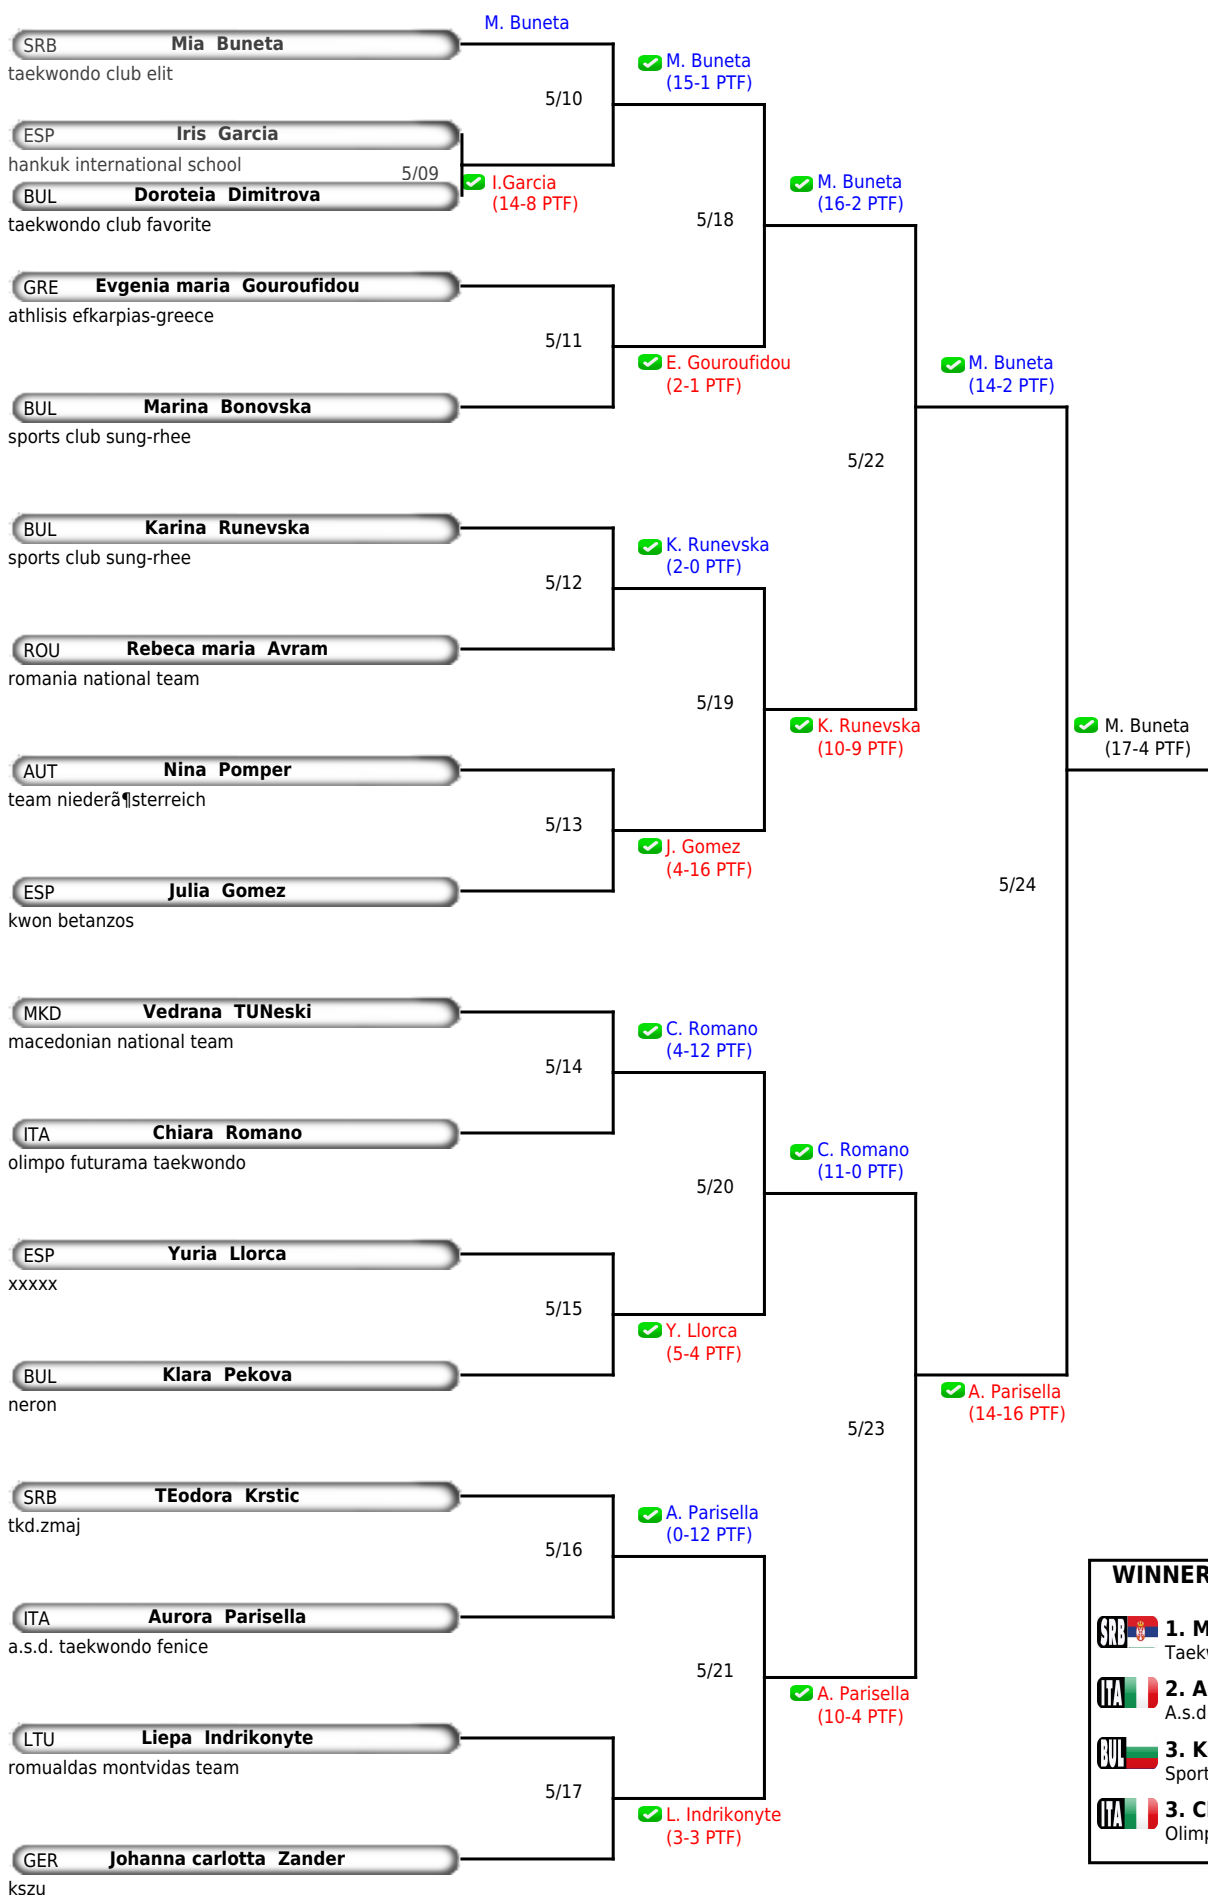 M. Buneta
SRB Mia Buneta
taekwondo club elit
M. Buneta
(15-1 PTF)
5/10
ESP Iris Garcia
hankuk international school
5/09
I.Garcia
(14-8 PTF)
BUL Doroteia Dimitrova
taekwondo club favorite
M. Buneta
(16-2 PTF)
5/18
GRE Evgenia maria Gouroufidou
athlisis efkarpias-greece
5/11
E. Gouroufidou
(2-1 PTF)
M. Buneta
(14-2 PTF)
BUL Marina Bonovska
sports club sung-rhee
5/22
BUL Karina Runevska
sports club sung-rhee
K. Runevska
(2-0 PTF)
5/12
ROU Rebeca maria Avram
romania national team
5/19
K. Runevska
(10-9 PTF)
M. Buneta
(17-4 PTF)
AUT Nina Pomper
team niederã¶sterreich
5/13
J. Gomez
(4-16 PTF)
ESP Julia Gomez
kwon betanzos
5/24
MKD Vedrana TUNeski
macedonian national team
C. Romano
(4-12 PTF)
5/14
ITA Chiara Romano
olimpo futurama taekwondo
C. Romano
(11-0 PTF)
5/20
ESP Yuria Llorca
xxxxx
5/15
Y. Llorca
(5-4 PTF)
BUL Klara Pekova
neron
A. Parisella
(14-16 PTF)
5/23
SRB TEodora Krstic
tkd.zmaj
A. Parisella
(0-12 PTF)
5/16
ITA Aurora Parisella
a.s.d. taekwondo fenice
5/21
A. Parisella
(10-4 PTF)
LTU Liepa Indrikonyte
romualdas montvidas team
5/17
L. Indrikonyte
(3-3 PTF)
GER Johanna carlotta Zander
kszu
WINNER
SRB 1. M
Taekw
ITA 2. A
A.s.d
BUL 3. K
Sport
ITA 3. Cl
Olimp